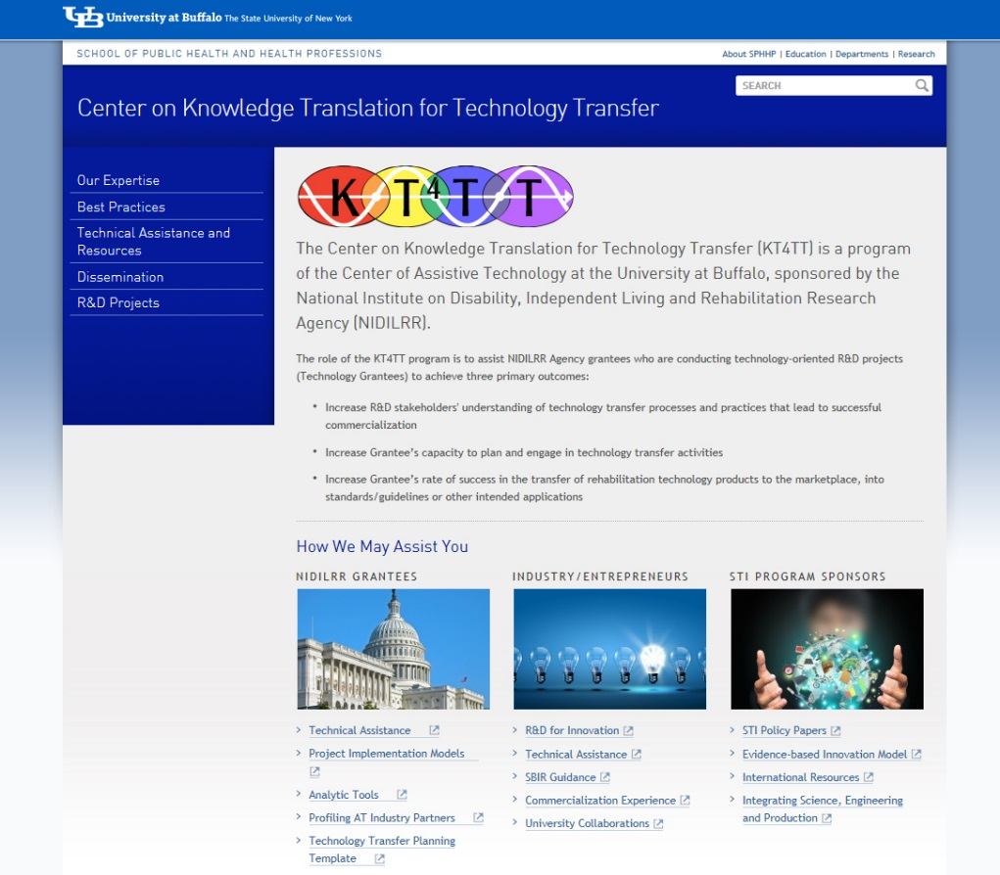 University at Buffalo The State University of New York
SCHOOL OF PUBLIC HEALTH AND HEALTH PROFESSIONS
About SPHHP | Education | Departments | Research
SEARCH
Center on Knowledge Translation for Technology Transfer
Our Expertise
Best Practices
Technical Assistance and
Resources
Dissemination
R&D Projects
KT4TT
The Center on Knowledge Translation for Technology Transfer (KT4TT) is a program
of the Center of Assistive Technology at the University at Buffalo, sponsored by the
National Institute on Disability, Independent Living and Rehabilitation Research
Agency (NIDILRR).
The role of the KT4TT program is to assist NIDILRR Agency grantees who are conducting technology-oriented R&D projects
(Technology Grantees) to achieve three primary outcomes:
• Increase R&D stakeholders' understanding of technology transfer processes and practices that lead to successful
commercialization
• Increase Grantee's capacity to plan and engage in technology transfer activities
• Increase Grantee's rate of success in the transfer of rehabilitation technology products to the marketplace, into
standards/guidelines or other intended applications
How We May Assist You
NIDILRR GRANTEES
Technical Assistance
Project Implementation Models
Analytic Tools
Profiling AT Industry Partners
Technology Transfer Planning
Template
INDUSTRY/ENTREPRENEURS
R&D for Innovation
Technical Assistance
SBIR Guidance
Commercialization Experience
University Collaborations
STI PROGRAM SPONSORS
STI Policy Papers
Evidence-based Innovation Model
International Resources
Integrating Science, Engineering
and Production